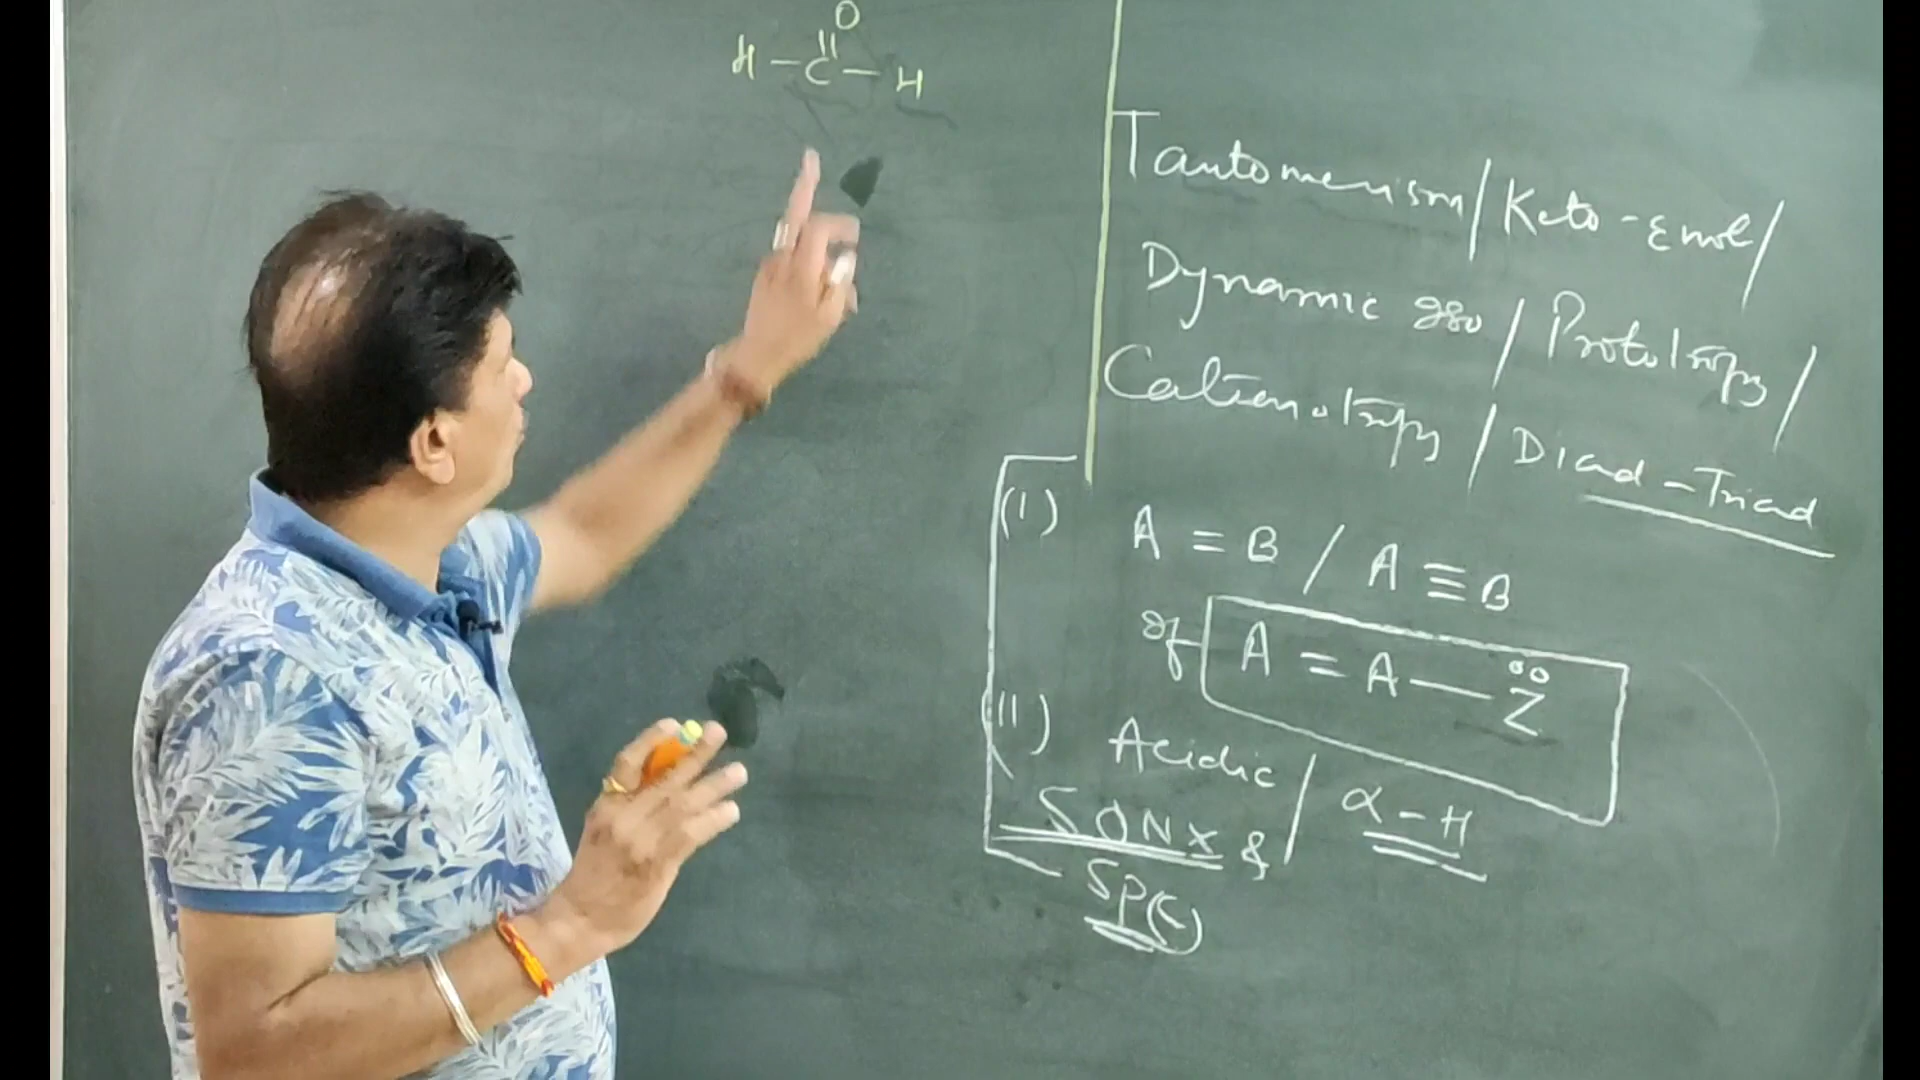 O
H - C - H
Tautomerism / Keto-Enol /
Dynamic Iso / Prototropy /
Cationotropy / Diad-Triad
(I) A = B / A ≡ B
of A = A — Z̈
(II) Acidic / α-H
SONX &
SP(C)